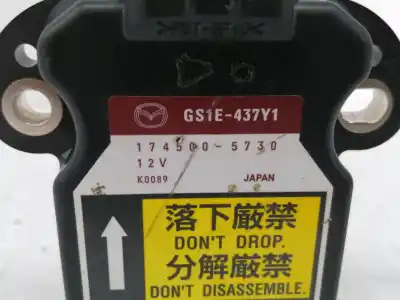 GS1E-437Y1
174500-5730
12V
K0089 JAPAN
落下厳禁
DON'T DROP.
分解厳禁
DON'T DISASSEMBLE.